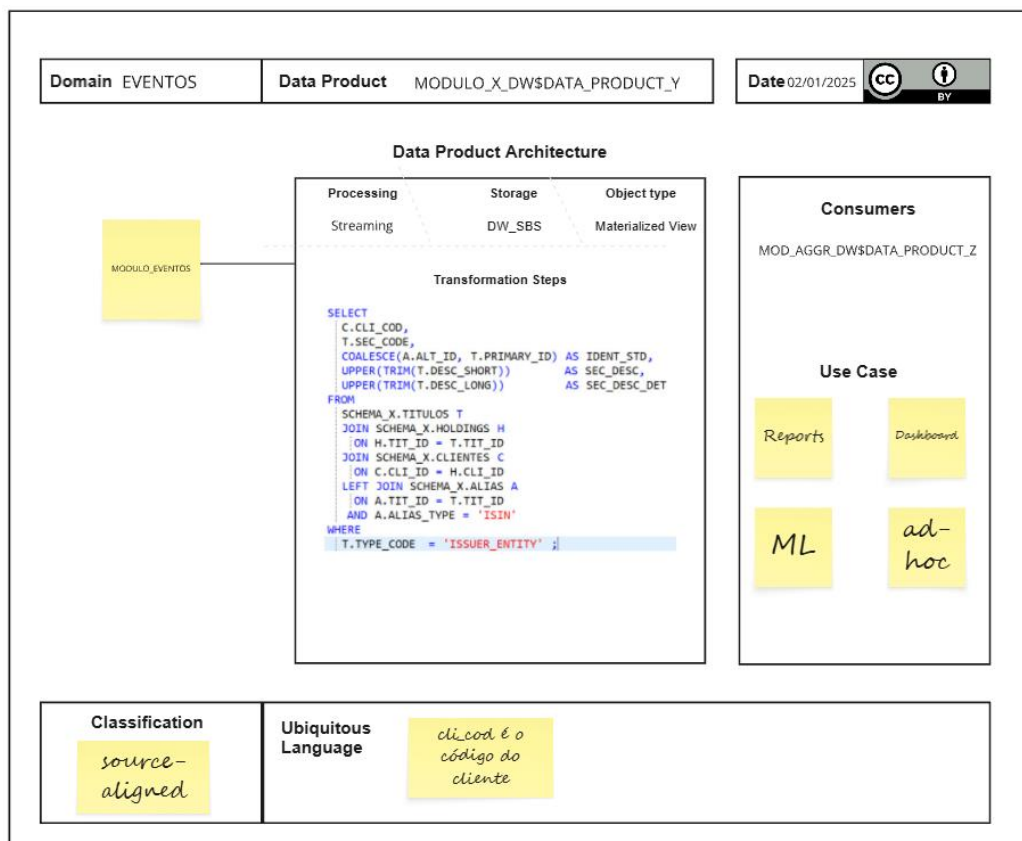 Domain EVENTOS
Data Product MODULO_X_DW$DATA_PRODUCT_Y
Date 02/01/2025
cc
BY
Data Product Architecture
Processing Storage Object type
Streaming DW_SBS Materialized View
MODULO_EVENTOS
Transformation Steps
SELECT
C.CLI_COD,
T.SEC_CODE,
COALESCE(A.ALT_ID, T.PRIMARY_ID) AS IDENT_STD,
UPPER(TRIM(T.DESC_SHORT)) AS SEC_DESC,
UPPER(TRIM(T.DESC_LONG)) AS SEC_DESC_DET
FROM
SCHEMA_X.TITULOS T
JOIN SCHEMA_X.HOLDINGS H
ON H.TIT_ID = T.TIT_ID
JOIN SCHEMA_X.CLIENTES C
ON C.CLI_ID = H.CLI_ID
LEFT JOIN SCHEMA_X.ALIAS A
ON A.TIT_ID = T.TIT_ID
AND A.ALIAS_TYPE = 'ISIN'
WHERE
T.TYPE_CODE = 'ISSUER_ENTITY' ;
Consumers
MOD_AGGR_DW$DATA_PRODUCT_Z
Use Case
Reports
Dashboard
ML
ad-
hoc
Classification
source-
aligned
Ubiquitous
Language
cli_cod é o
código do
cliente